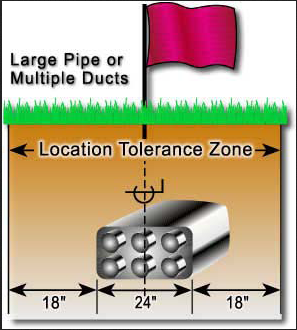 Large Pipe or
Multiple Ducts
Location Tolerance Zone
18" 24" 18"